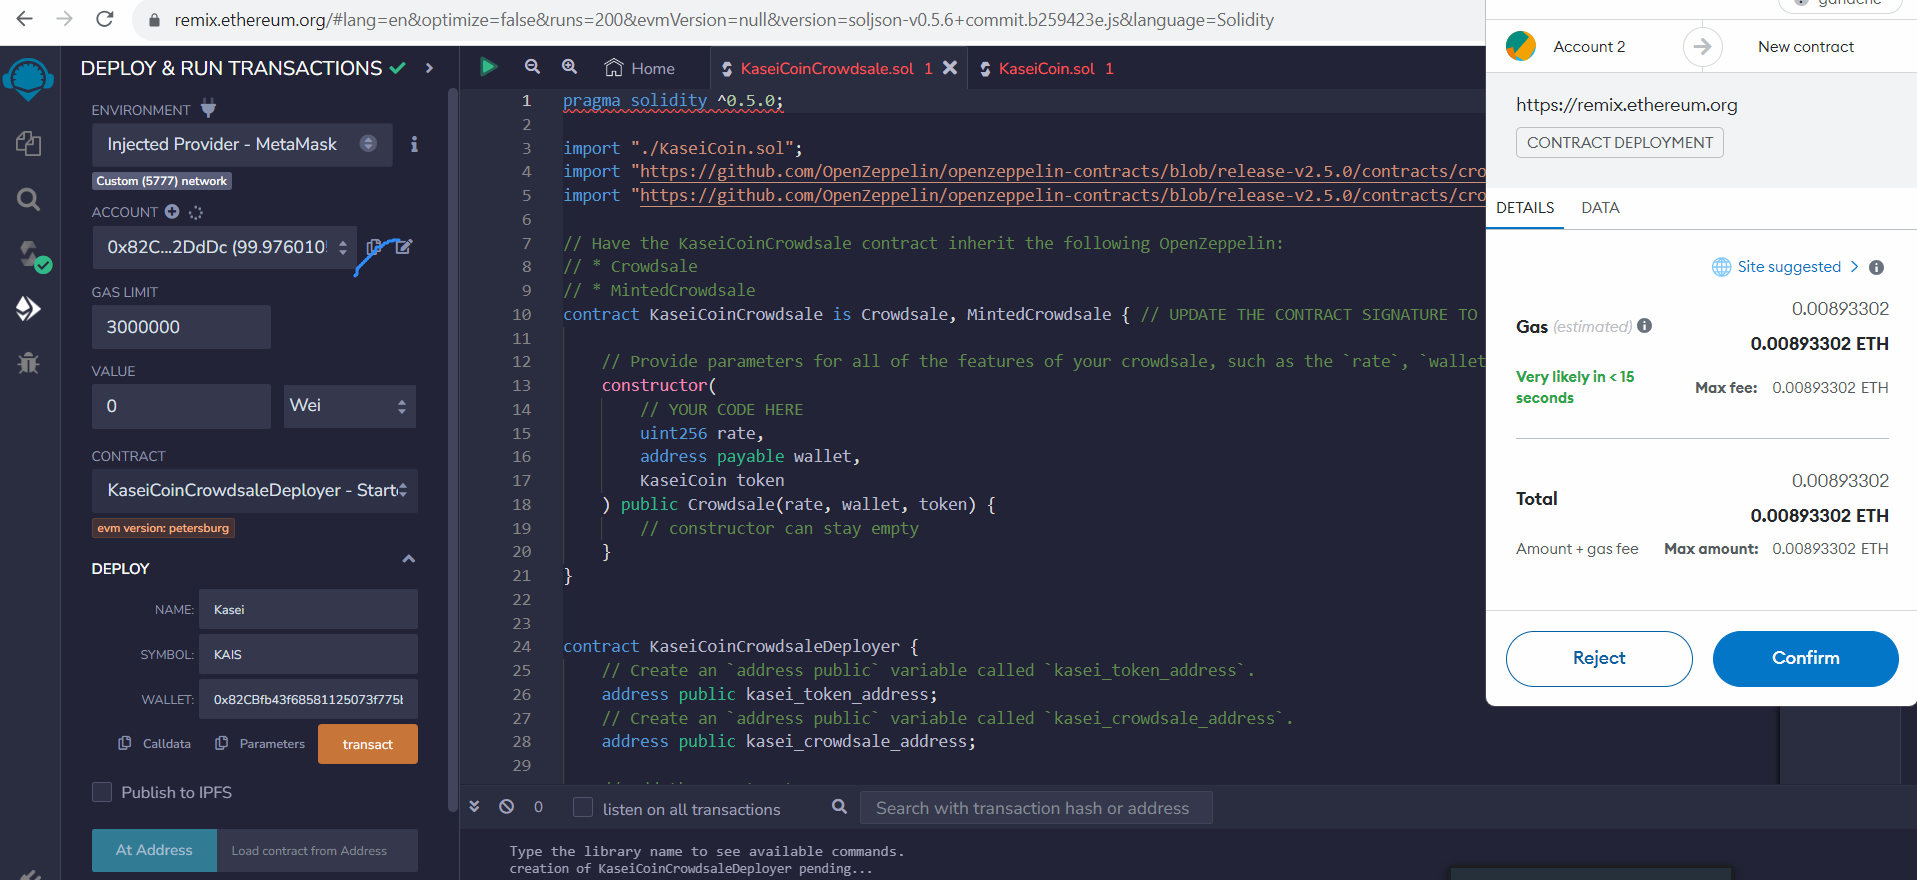 remix.ethereum.org/#lang=en&optimize=false&runs=200&evmVersion=null&version=soljson-v0.5.6+commit.b259423e.js&language=Solidity
DEPLOY & RUN TRANSACTIONS
ENVIRONMENT
Injected Provider - MetaMask
Custom (5777) network
ACCOUNT
0x82C...2DdDc (99.976010
GAS LIMIT
3000000
VALUE
0
Wei
CONTRACT
KaseiCoinCrowdsaleDeployer - Start
evm version: petersburg
DEPLOY
NAME:
Kasei
SYMBOL:
KAIS
WALLET:
0x82CBfb43f68581125073f775
Calldata
Parameters
transact
Publish to IPFS
At Address
Load contract from Address
Home
KaseiCoinCrowdsale.sol 1
KaseiCoin.sol 1
1 pragma solidity ^0.5.0;
2
3 import "./KaseiCoin.sol";
4 import "https://github.com/OpenZeppelin/openzeppelin-contracts/blob/release-v2.5.0/contracts/cro
5 import "https://github.com/OpenZeppelin/openzeppelin-contracts/blob/release-v2.5.0/contracts/cro
6
7 // Have the KaseiCoinCrowdsale contract inherit the following OpenZeppelin:
8 // * Crowdsale
9 // * MintedCrowdsale
10 contract KaseiCoinCrowdsale is Crowdsale, MintedCrowdsale { // UPDATE THE CONTRACT SIGNATURE TO
11
12 // Provide parameters for all of the features of your crowdsale, such as the `rate`, `wallet
13 constructor(
14 // YOUR CODE HERE
15 uint256 rate,
16 address payable wallet,
17 KaseiCoin token
18 ) public Crowdsale(rate, wallet, token) {
19 // constructor can stay empty
20 }
21 }
22
23
24 contract KaseiCoinCrowdsaleDeployer {
25 // Create an `address public` variable called `kasei_token_address`.
26 address public kasei_token_address;
27 // Create an `address public` variable called `kasei_crowdsale_address`.
28 address public kasei_crowdsale_address;
29
0
listen on all transactions
Search with transaction hash or address
Type the library name to see available commands.
creation of KaseiCoinCrowdsaleDeployer pending...
Account 2
New contract
https://remix.ethereum.org
CONTRACT DEPLOYMENT
DETAILS
DATA
Site suggested
Gas (estimated)
0.00893302
0.00893302 ETH
Very likely in < 15 seconds
Max fee: 0.00893302 ETH
Total
0.00893302
0.00893302 ETH
Amount + gas fee
Max amount: 0.00893302 ETH
Reject
Confirm